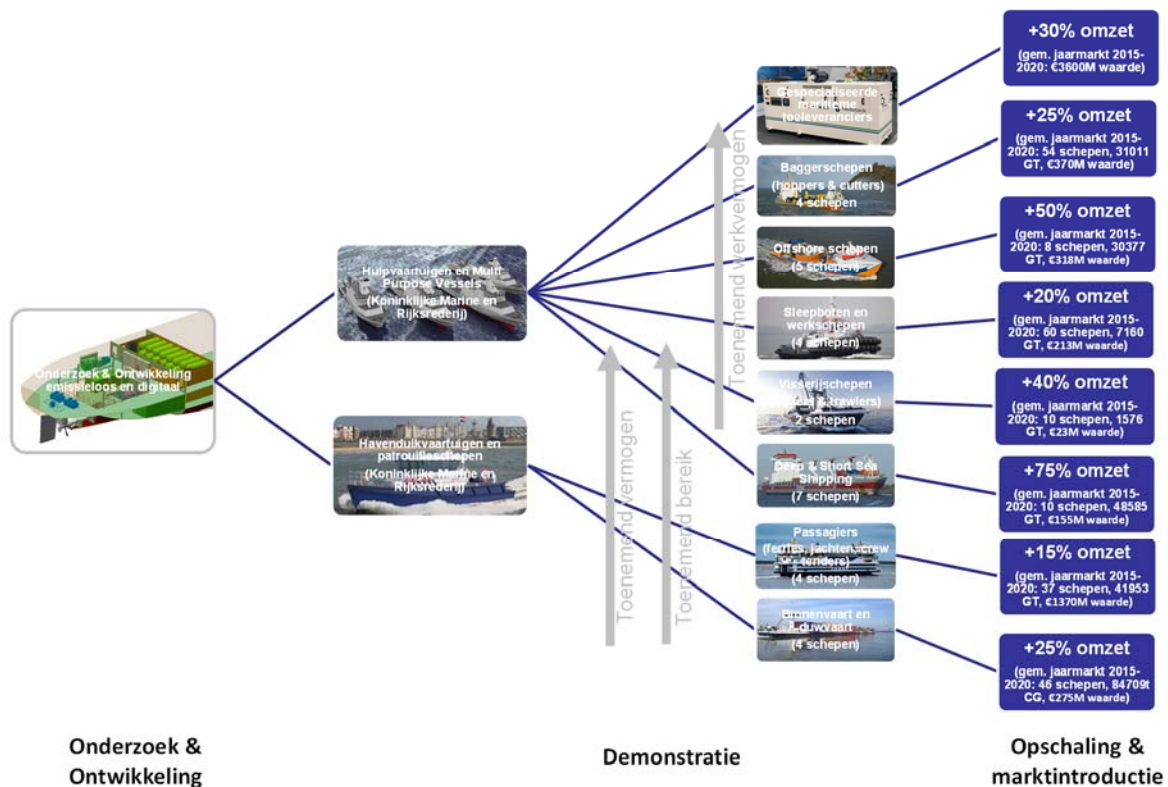 Onderzoek & Ontwikkeling
emissieloos en digitaal
Hulpvaartuigen en Multi
Purpose Vessels
(Koninklijke Marine en
Rijksrederij)
Havenduikvaartuigen en
patrouilleschepen
(Koninklijke Marine en
Rijksrederij)
Toenemend vermogen
Toenemend bereik
Toenemend werkvermogen
Gespecialiseerde
maritieme
toeleveranciers
Baggerschepen
(hoppers & cutters)
4 schepen
Offshore schepen
(5 schepen)
Sleepboten en
werkschepen
(4 schepen)
Visserijschepen
& trawlers)
2 schepen
Deep & Short Sea
Shipping
(7 schepen)
Passagiers
(ferries, jachten, crew
tenders)
(4 schepen)
Binnenvaart en
duwvaart
(4 schepen)
+30% omzet
(gem. jaarmarkt 2015-
2020: €3600M waarde)
+25% omzet
(gem. jaarmarkt 2015-
2020: 54 schepen, 31011
GT, €370M waarde)
+50% omzet
(gem. jaarmarkt 2015-
2020: 8 schepen, 30377
GT, €318M waarde)
+20% omzet
(gem. jaarmarkt 2015-
2020: 60 schepen, 7160
GT, €213M waarde)
+40% omzet
(gem. jaarmarkt 2015-
2020: 10 schepen, 1576
GT, €23M waarde)
+75% omzet
(gem. jaarmarkt 2015-
2020: 10 schepen, 48585
GT, €155M waarde)
+15% omzet
(gem. jaarmarkt 2015-
2020: 37 schepen, 41953
GT, €1370M waarde)
+25% omzet
(gem. jaarmarkt 2015-
2020: 46 schepen, 84709t
CG, €275M waarde)
Onderzoek &
Ontwikkeling
Demonstratie
Opschaling &
marktintroductie